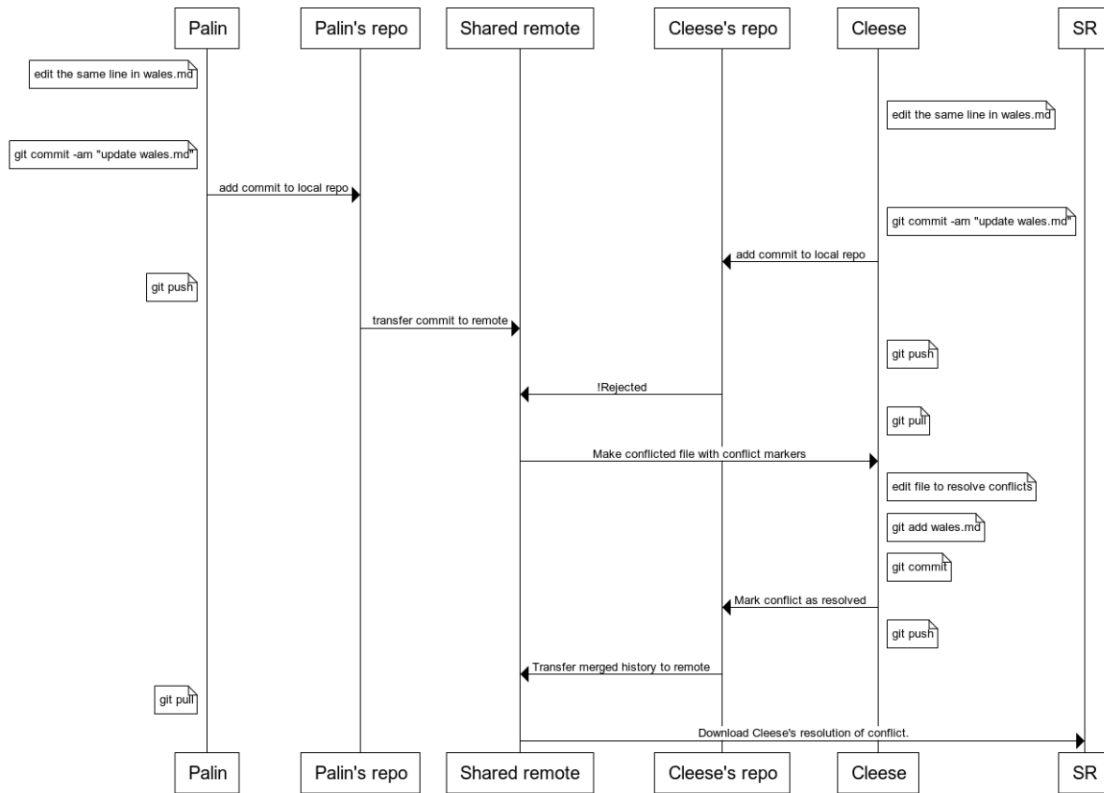 Palin
Palin's repo
Shared remote
Cleese's repo
Cleese
SR
edit the same line in wales.md
edit the same line in wales.md
git commit -am "update wales.md"
add commit to local repo
git commit -am "update wales.md"
add commit to local repo
git push
transfer commit to remote
git push
!Rejected
git pull
Make conflicted file with conflict markers
edit file to resolve conflicts
git add wales.md
git commit
Mark conflict as resolved
git push
Transfer merged history to remote
git pull
Download Cleese's resolution of conflict.
Palin
Palin's repo
Shared remote
Cleese's repo
Cleese
SR